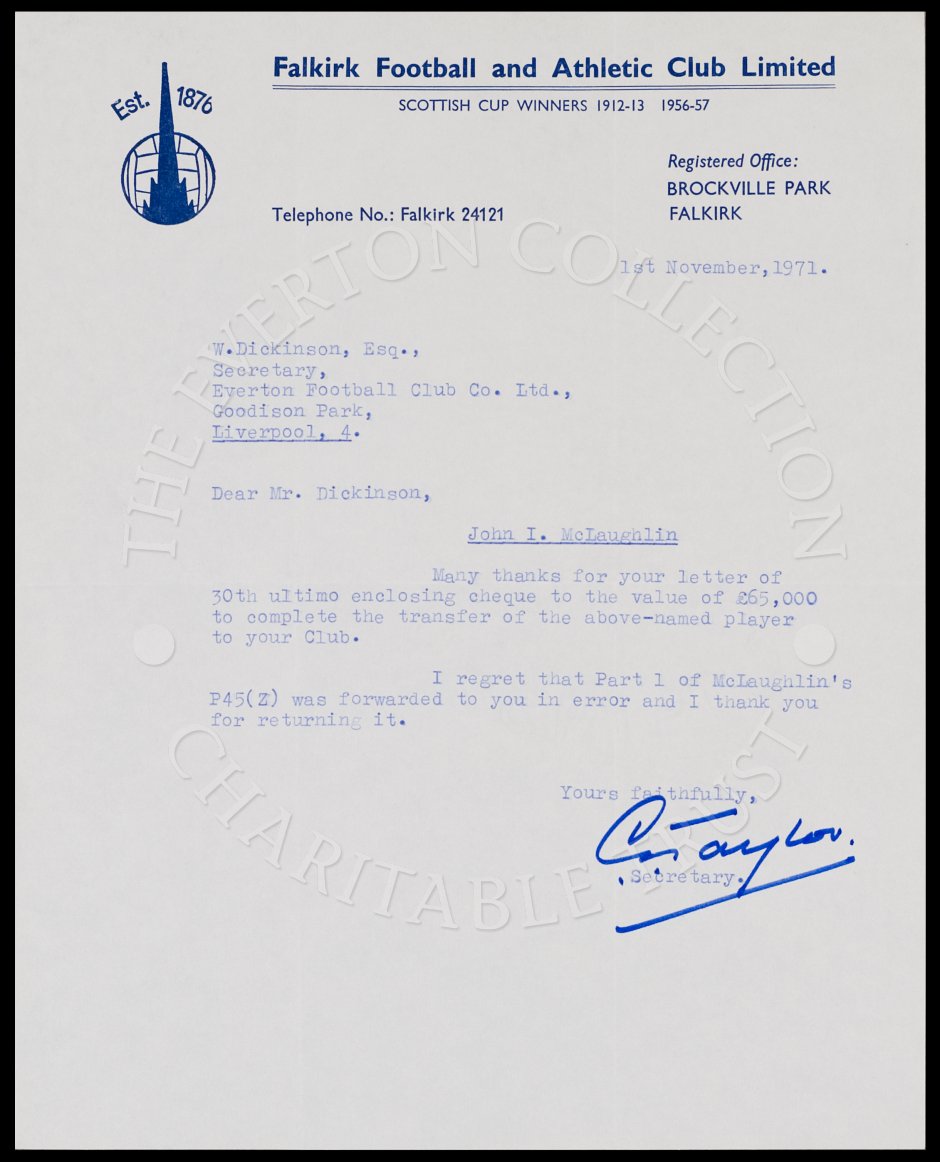 Est. 1876
Falkirk Football and Athletic Club Limited
SCOTTISH CUP WINNERS 1912-13 1956-57
Registered Office:
BROCKVILLE PARK
FALKIRK
Telephone No.: Falkirk 24121
1st November, 1971.
W.Dickinson, Esq.,
Secretary,
Everton Football Club Co. Ltd.,
Goodison Park,
Liverpool, 4.
Dear Mr. Dickinson,
John I. McLaughlin
Many thanks for your letter of
30th ultimo enclosing cheque to the value of £65,000
to complete the transfer of the above-named player
to your Club.
I regret that Part 1 of McLaughlin's
P45(Z) was forwarded to you in error and I thank you
for returning it.
Yours faithfully,
Taylor.
Secretary.
THE EVERTON COLLECTION
CHARITABLE TRUST